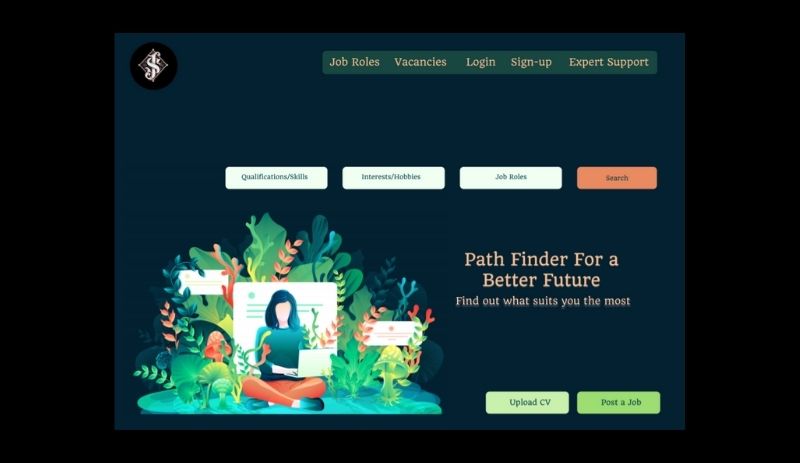 Job Roles Vacancies Login Sign-up Expert Support
Qualifications/Skills Interests/Hobbies Job Roles Search
Path Finder For a
Better Future
Find out what suits you the most
Upload CV Post a Job